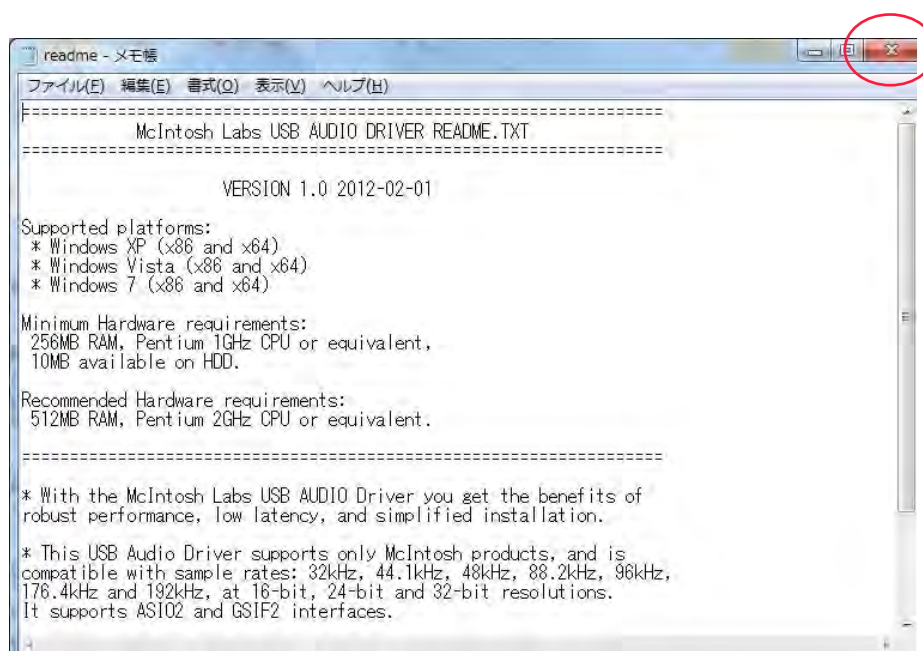 readme - メモ帳
ファイル(F) 編集(E) 書式(O) 表示(V) ヘルプ(H)
===================================================================
McIntosh Labs USB AUDIO DRIVER README.TXT
===================================================================
VERSION 1.0 2012-02-01
Supported platforms:
* Windows XP (x86 and x64)
* Windows Vista (x86 and x64)
* Windows 7 (x86 and x64)
Minimum Hardware requirements:
256MB RAM, Pentium 1GHz CPU or equivalent,
10MB available on HDD.
Recommended Hardware requirements:
512MB RAM, Pentium 2GHz CPU or equivalent.
===================================================================
* With the McIntosh Labs USB AUDIO Driver you get the benefits of
robust performance, low latency, and simplified installation.
* This USB Audio Driver supports only McIntosh products, and is
compatible with sample rates: 32kHz, 44.1kHz, 48kHz, 88.2kHz, 96kHz,
176.4kHz and 192kHz, at 16-bit, 24-bit and 32-bit resolutions.
It supports ASIO2 and GSIF2 interfaces.